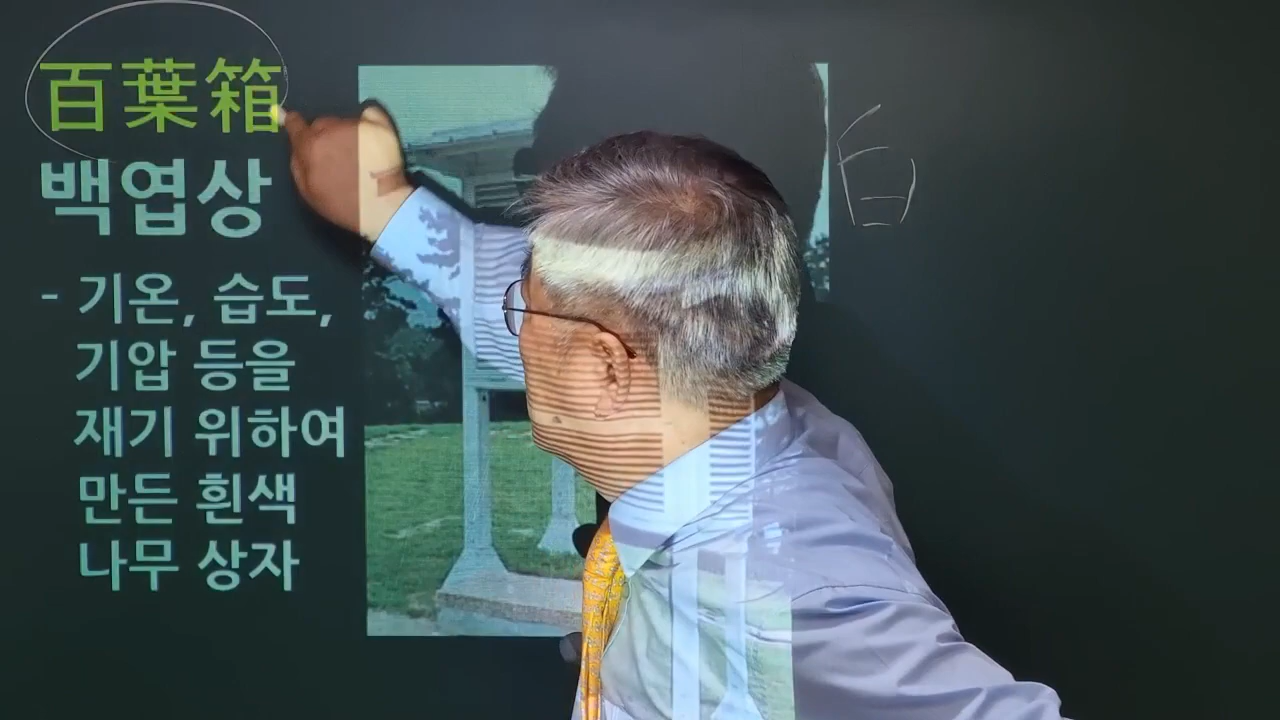 百葉箱
백엽상
- 기온, 습도,
기압 등을
재기 위하여
만든 흰색
나무 상자
白